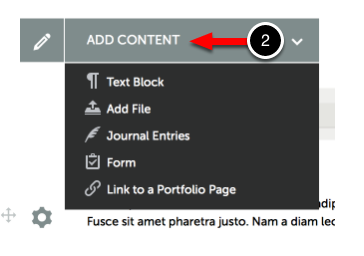 ADD CONTENT 2
Text Block
Add File
Journal Entries
Form
Link to a Portfolio Page
Fusce sit amet pharetra justo. Nam a diam